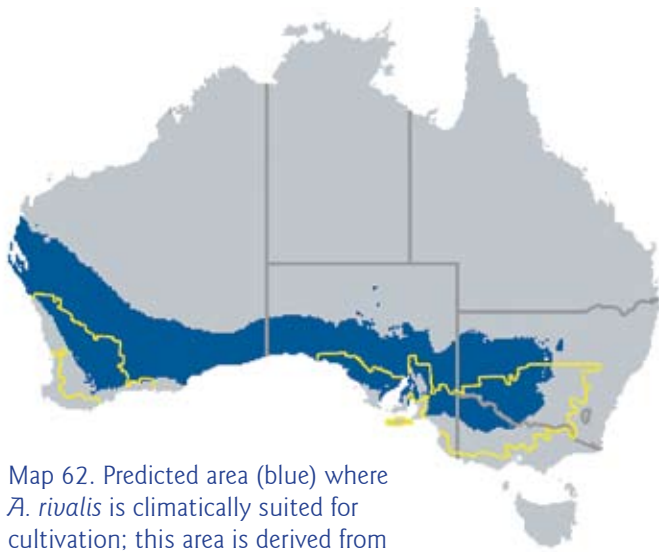 Map 62. Predicted area (blue) where
A. rivalis is climatically suited for
cultivation; this area is derived from